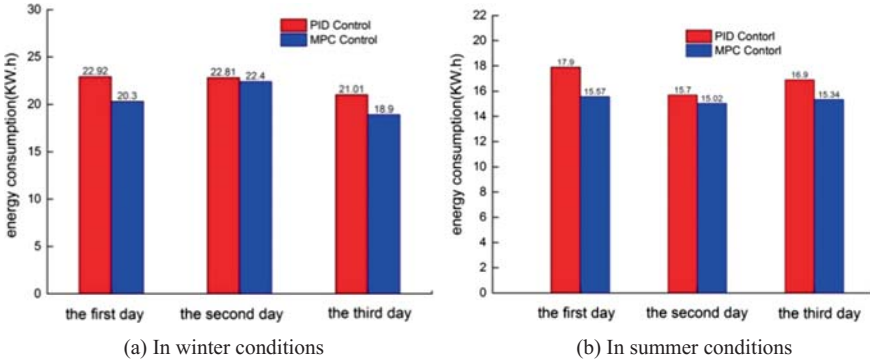 30
25
20
15
10
5
0
energy consumption(KW.h)
PID Control
MPC Control
22.92
20.3
22.81
22.4
21.01
18.9
the first day
the second day
the third day
(a) In winter conditions
22
20
18
16
14
12
10
8
6
4
2
0
energy consumption(KW.h)
PID Contorl
MPC Contorl
17.9
15.57
15.7
15.02
16.9
15.34
the first day
the second day
the third day
(b) In summer conditions